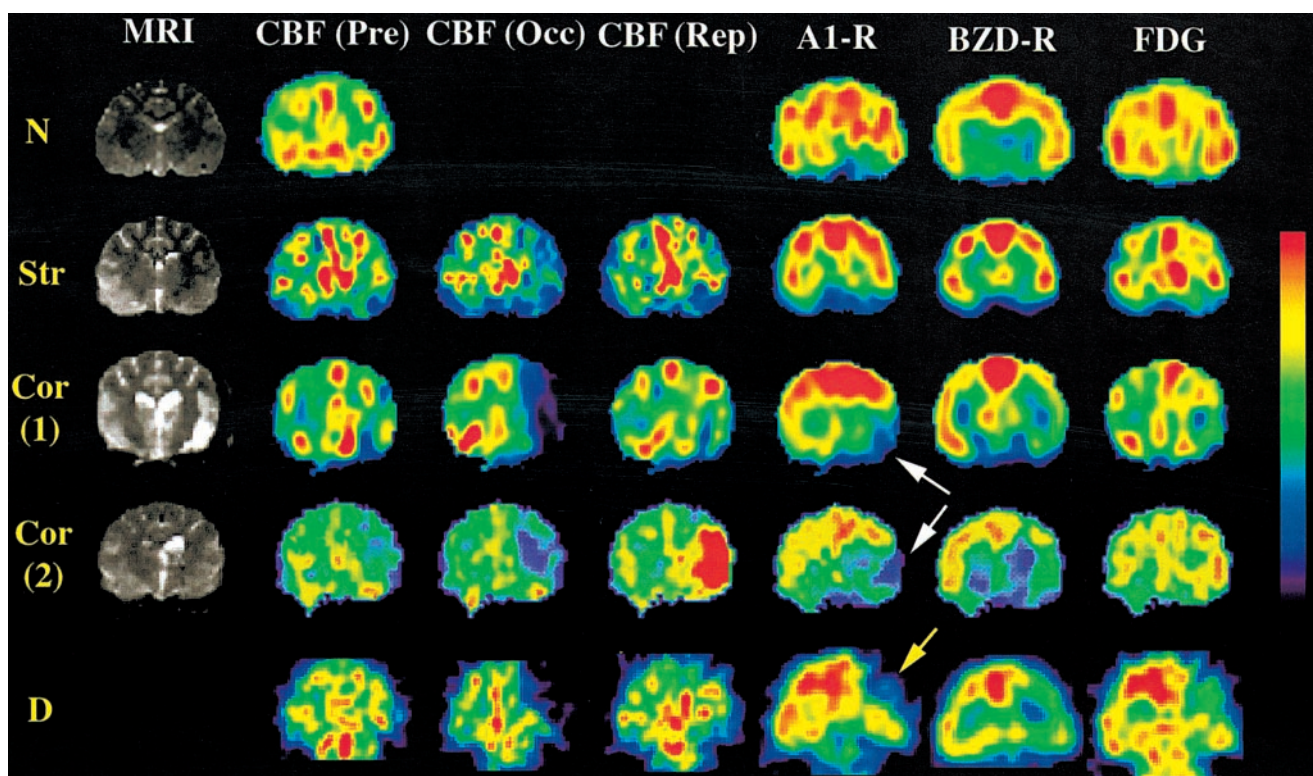 MRI CBF (Pre) CBF (Occ) CBF (Rep) A1-R BZD-R FDG
N
Str
Cor
(1)
Cor
(2)
D